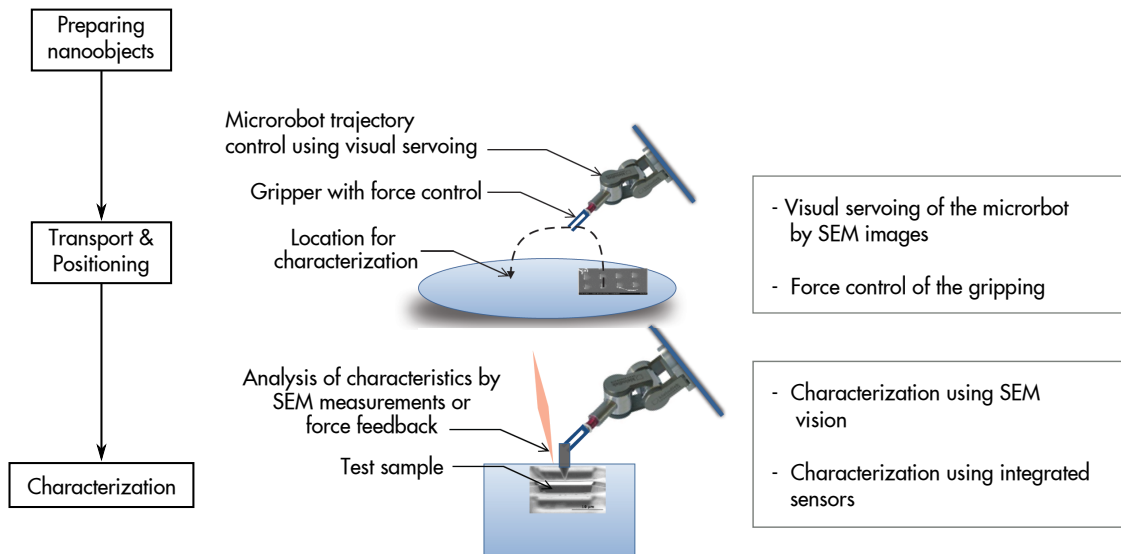 Preparing
nanoobjects
Transport &
Positioning
Characterization
Microrobot trajectory
control using visual servoing
Gripper with force control
Location for
characterization
- Visual servoing of the microrbot
by SEM images
- Force control of the gripping
Analysis of characteristics by
SEM measurements or
force feedback
Test sample
- Characterization using SEM
vision
- Characterization using integrated
sensors